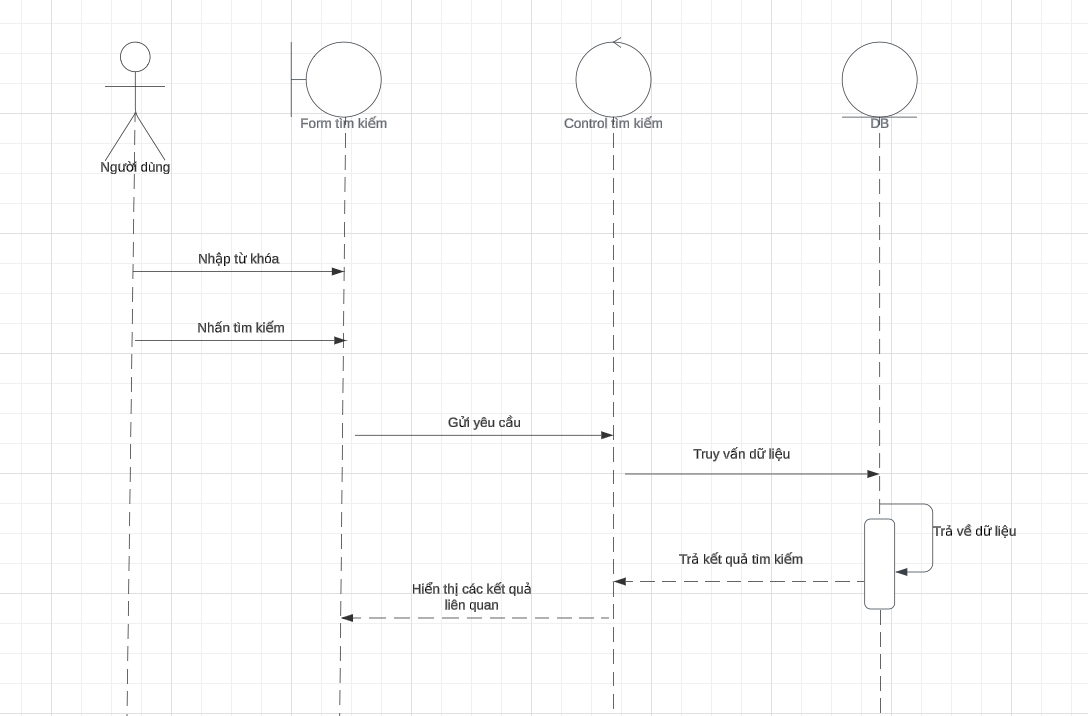 Form tìm kiếm
Control tìm kiếm
DB
Người dùng
Nhập từ khóa
Nhấn tìm kiếm
Gửi yêu cầu
Truy vấn dữ liệu
Trả về dữ liệu
Trả kết quả tìm kiếm
Hiển thị các kết quả
liên quan